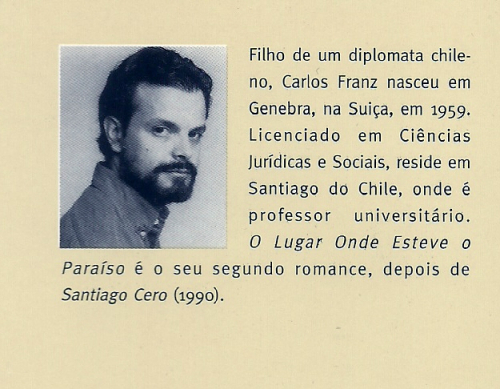 Filho de um diplomata chile-
no, Carlos Franz nasceu em
Genebra, na Suiça, em 1959.
Licenciado em Ciências
Jurídicas e Sociais, reside em
Santiago do Chile, onde é
professor universitário.
O Lugar Onde Esteve o
Paraíso é o seu segundo romance, depois de
Santiago Cero (1990).